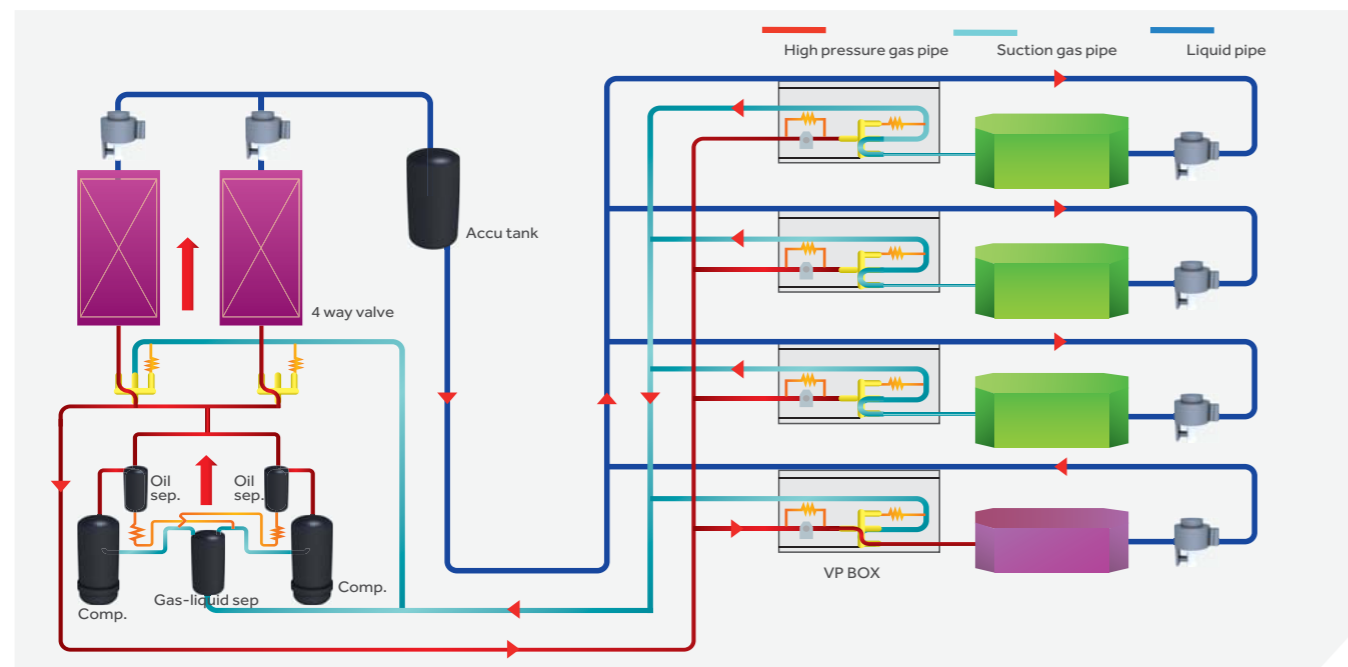 High pressure gas pipe
Suction gas pipe
Liquid pipe
Accu tank
4 way valve
Oil
sep.
Oil
sep.
VP BOX
Comp.
Gas-liquid sep
Comp.